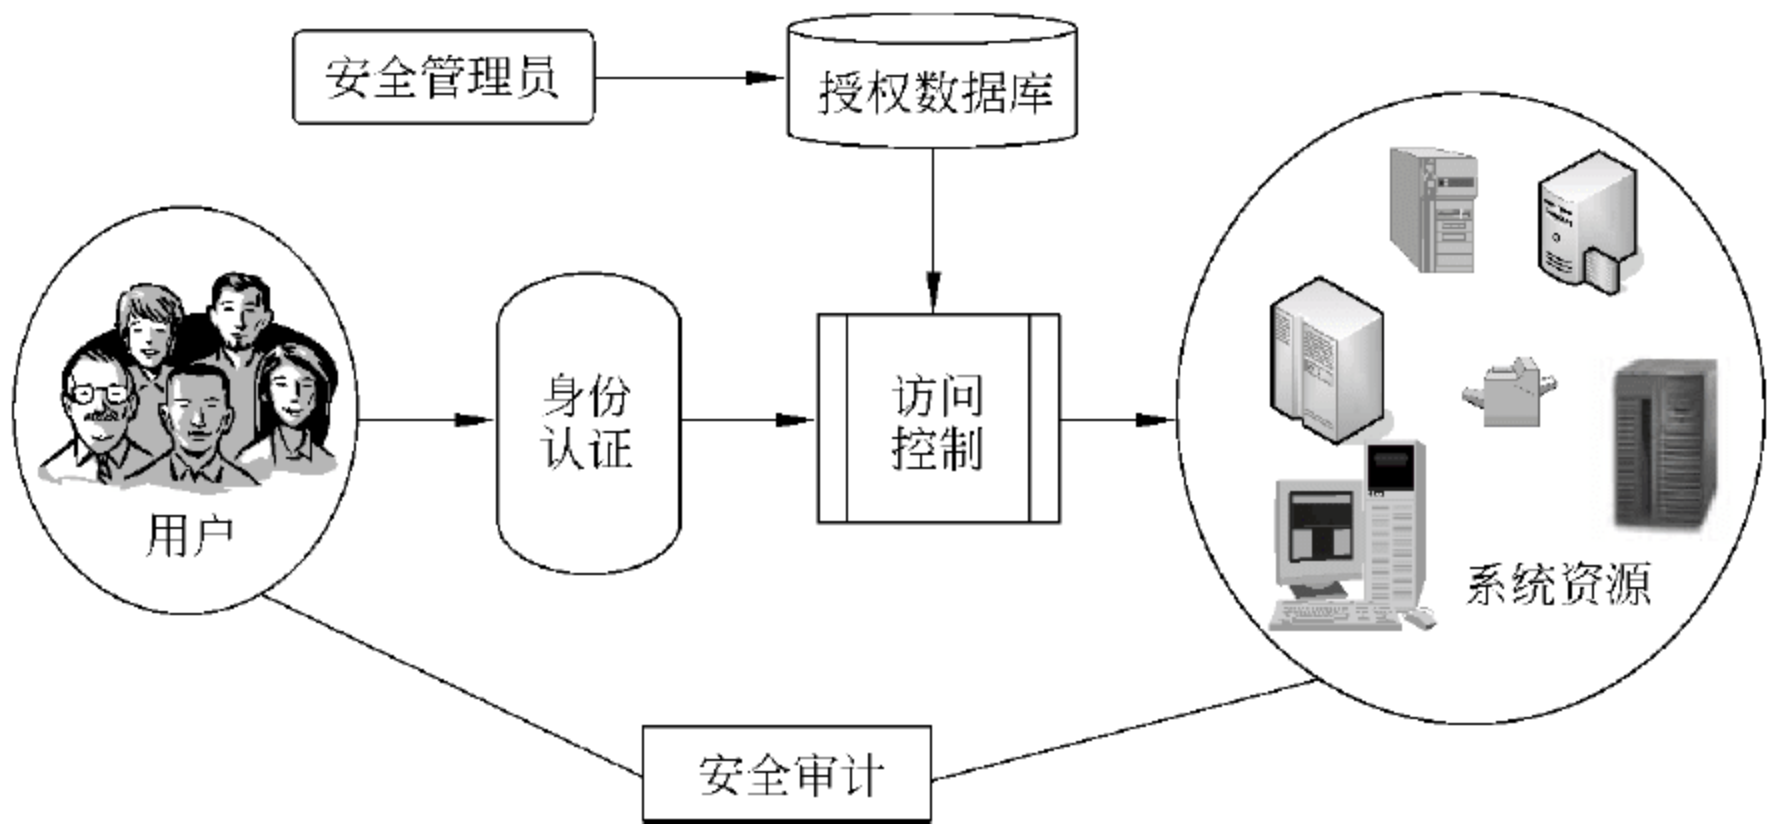 安全管理员
授权数据库
用户
身份
认证
访问
控制
系统资源
安全审计